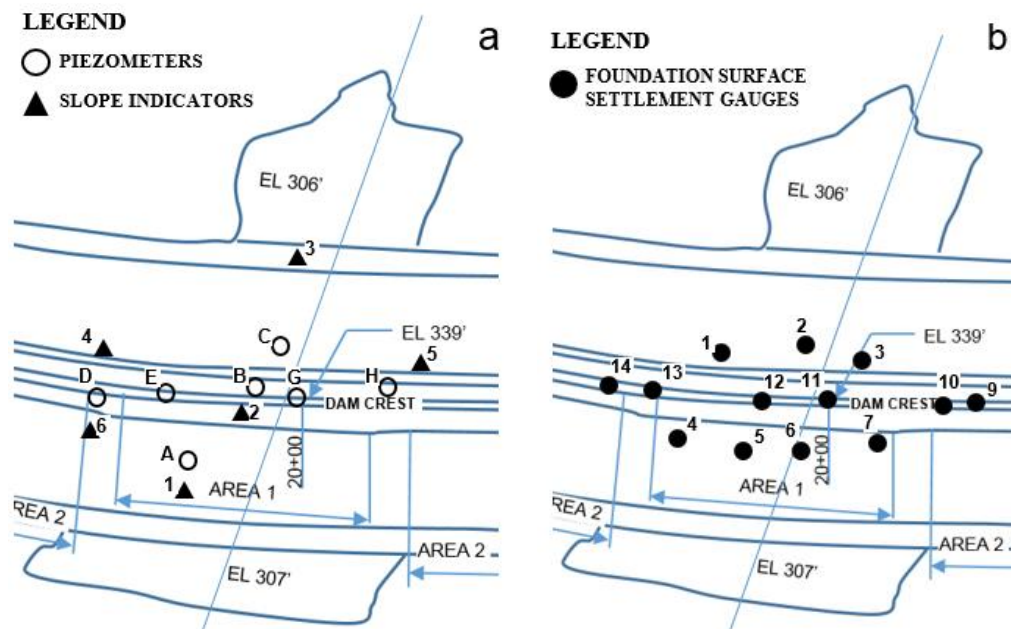 LEGEND
PIEZOMETERS
SLOPE INDICATORS
a
EL 306'
3
4
C
EL 339'
5
D
E
B
G
H
DAM CREST
2
6
A
20+00
1
AREA 1
REA 2
AREA 2
EL 307'
LEGEND
FOUNDATION SURFACE
SETTLEMENT GAUGES
b
EL 306'
EL 339'
1
2
3
14
13
12
11
DAM CREST
10
9
4
5
6
7
20+00
AREA 1
AREA 2
AREA 2
EL 307'